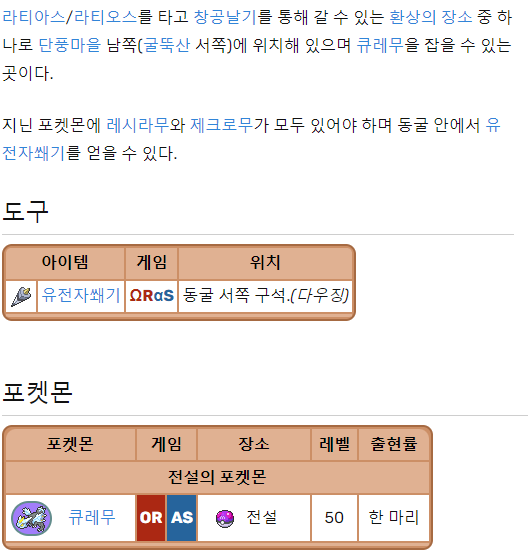 라티아스/라티오스를 타고 창공날기를 통해 갈 수 있는 환상의 장소 중 하
나로 단풍마을 남쪽(굴뚝산 서쪽)에 위치해 있으며 큐레무을 잡을 수 있는
곳이다.
지닌 포켓몬에 레시라무와 제크로무가 모두 있어야 하며 동굴 안에서 유
전자쐐기를 얻을 수 있다.
도구
아이템 게임 위치
유전자쐐기 ΩRαS 동굴 서쪽 구석.(다우징)
포켓몬
포켓몬 게임 장소 레벨 출현률
전설의 포켓몬
큐레무 OR AS 전설 50 한 마리